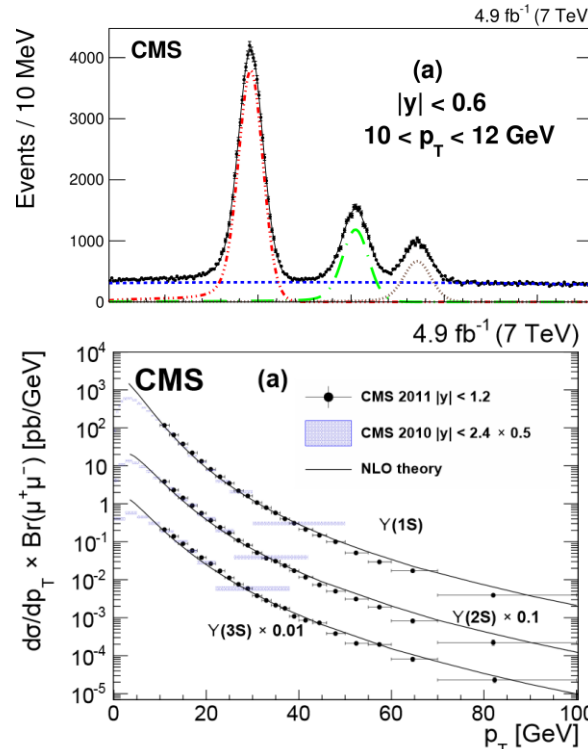 4.9 fb⁻¹ (7 TeV)
CMS
(a)
|y| < 0.6
10 < p_T < 12 GeV
Events / 10 MeV
4000
3000
2000
1000
0
4.9 fb⁻¹ (7 TeV)
CMS (a)
CMS 2011 |y| < 1.2
CMS 2010 |y| < 2.4 × 0.5
NLO theory
ϒ(1S)
ϒ(2S) × 0.1
ϒ(3S) × 0.01
dσ/dp_T × Br(μ⁺μ⁻) [pb/GeV]
10⁴
10³
10²
10
1
10⁻¹
10⁻²
10⁻³
10⁻⁴
10⁻⁵
0 20 40 60 80 100
p_T [GeV]